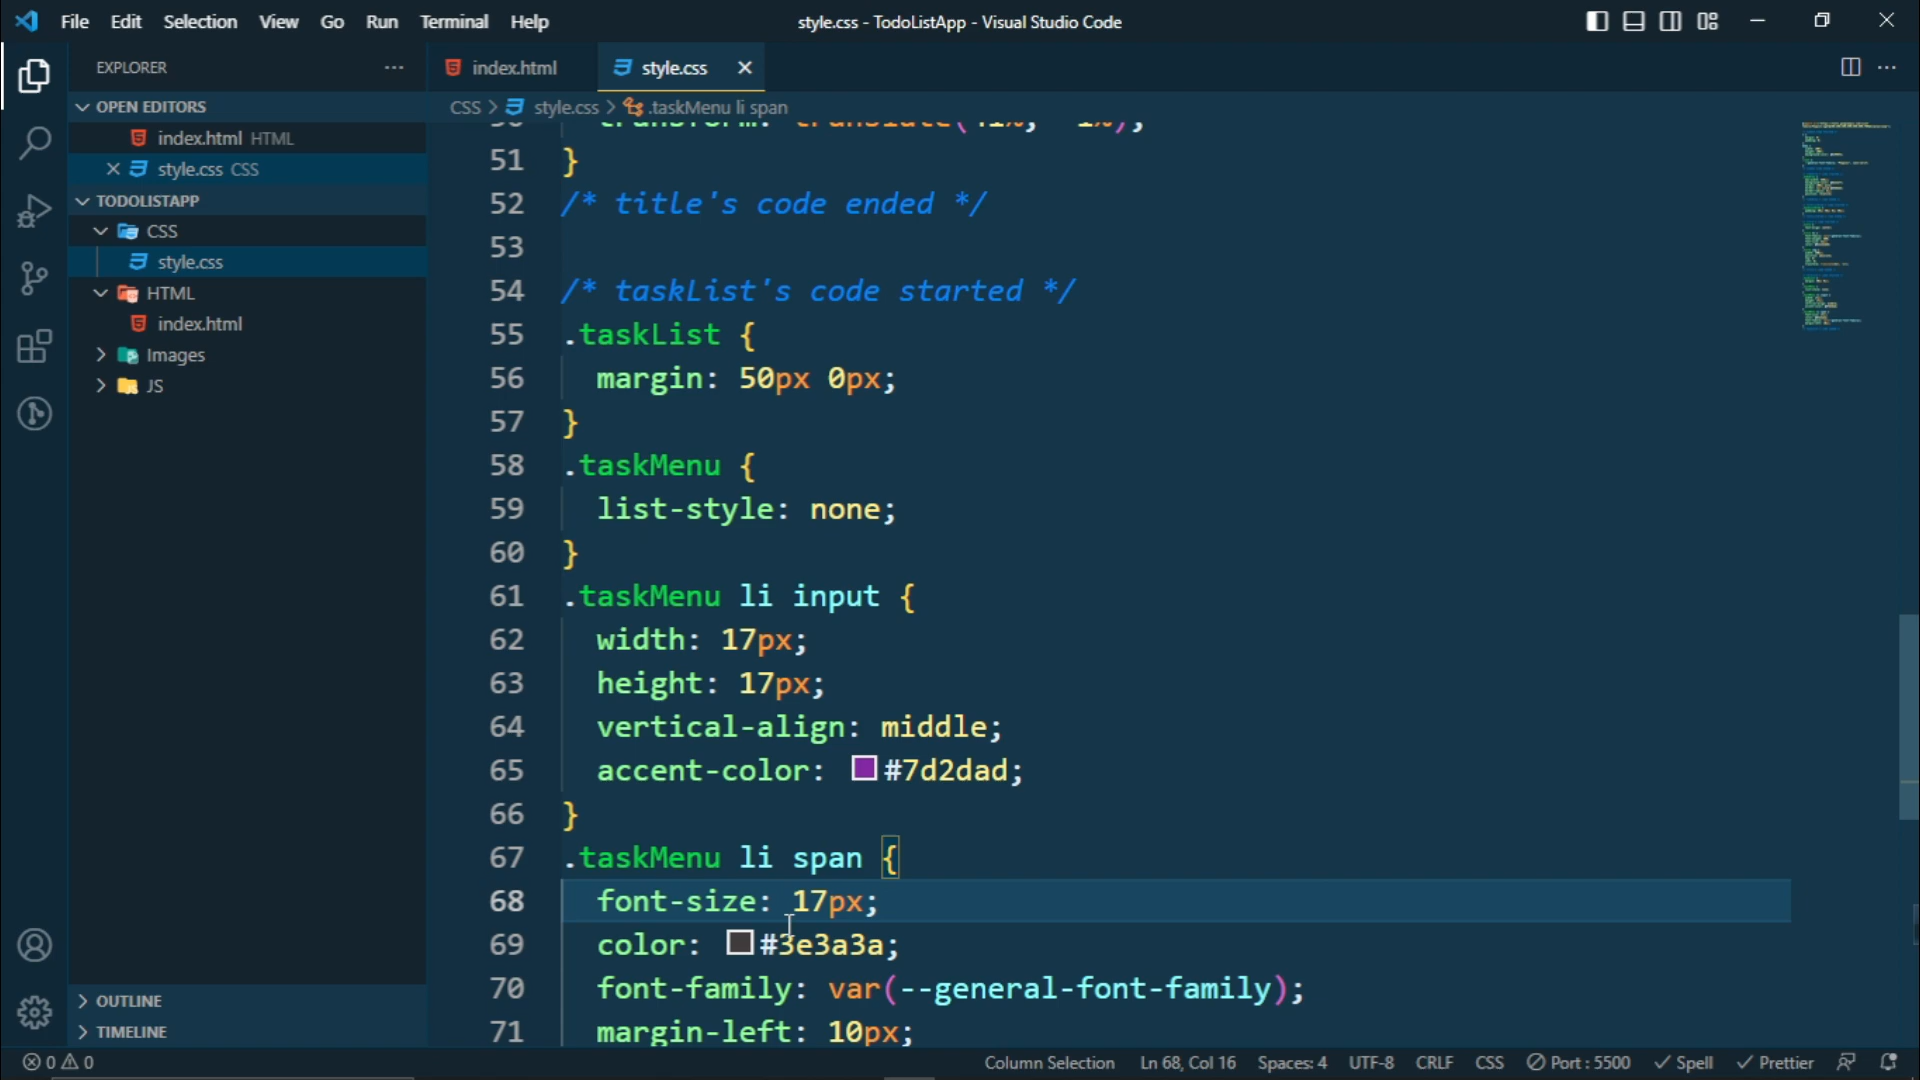 File Edit Selection View Go Run Terminal Help
style.css - TodoListApp - Visual Studio Code
EXPLORER
OPEN EDITORS
index.html HTML
style.css CSS
TODOLISTAPP
CSS
style.css
HTML
index.html
Images
JS
OUTLINE
TIMELINE
index.html
style.css
CSS > style.css > .taskMenu li span
51 }
52 /* title's code ended */
53
54 /* taskList's code started */
55 .taskList {
56 margin: 50px 0px;
57 }
58 .taskMenu {
59 list-style: none;
60 }
61 .taskMenu li input {
62 width: 17px;
63 height: 17px;
64 vertical-align: middle;
65 accent-color: #7d2dad;
66 }
67 .taskMenu li span {
68 font-size: 17px;
69 color: #3e3a3a;
70 font-family: var(--general-font-family);
71 margin-left: 10px;
0 0
Column Selection Ln 68, Col 16 Spaces: 4 UTF-8 CRLF CSS Port : 5500 Spell Prettier